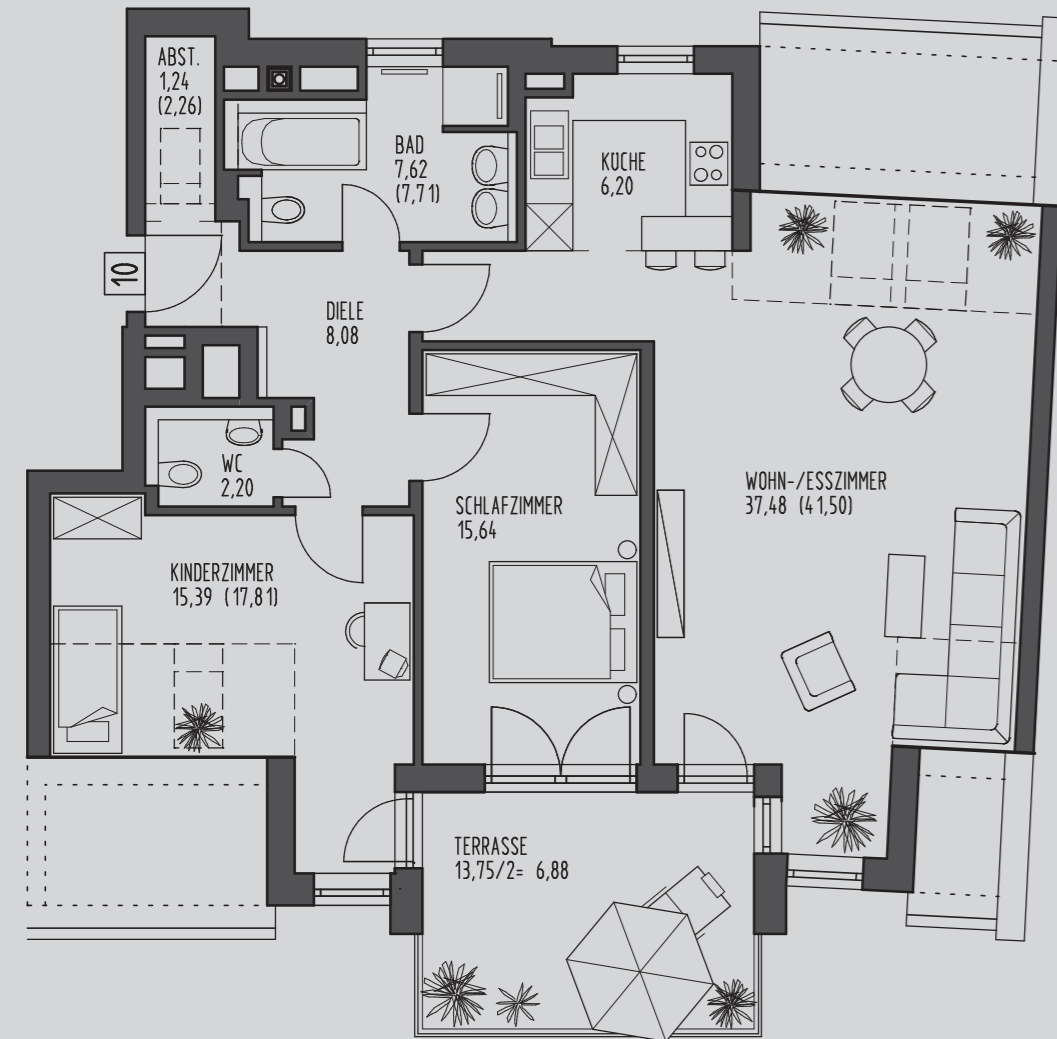 ABST.
1,24
(2,26)
BAD
7,62
(7,71)
KÜCHE
6,20
10
DIELE
8,08
WC
2,20
SCHLAFZIMMER
15,64
WOHN-/ESSZIMMER
37,48 (41,50)
KINDERZIMMER
15,39 (17,81)
TERRASSE
13,75/2= 6,88